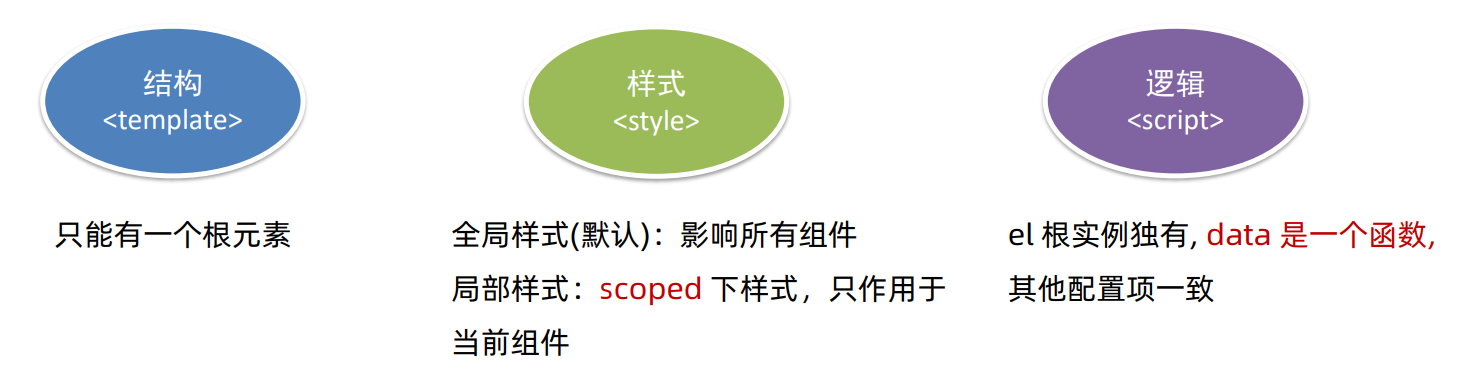 结构
<template>
样式
<style>
逻辑
<script>
只能有一个根元素
全局样式(默认)：影响所有组件
局部样式：scoped 下样式，只作用于
当前组件
el 根实例独有, data 是一个函数,
其他配置项一致